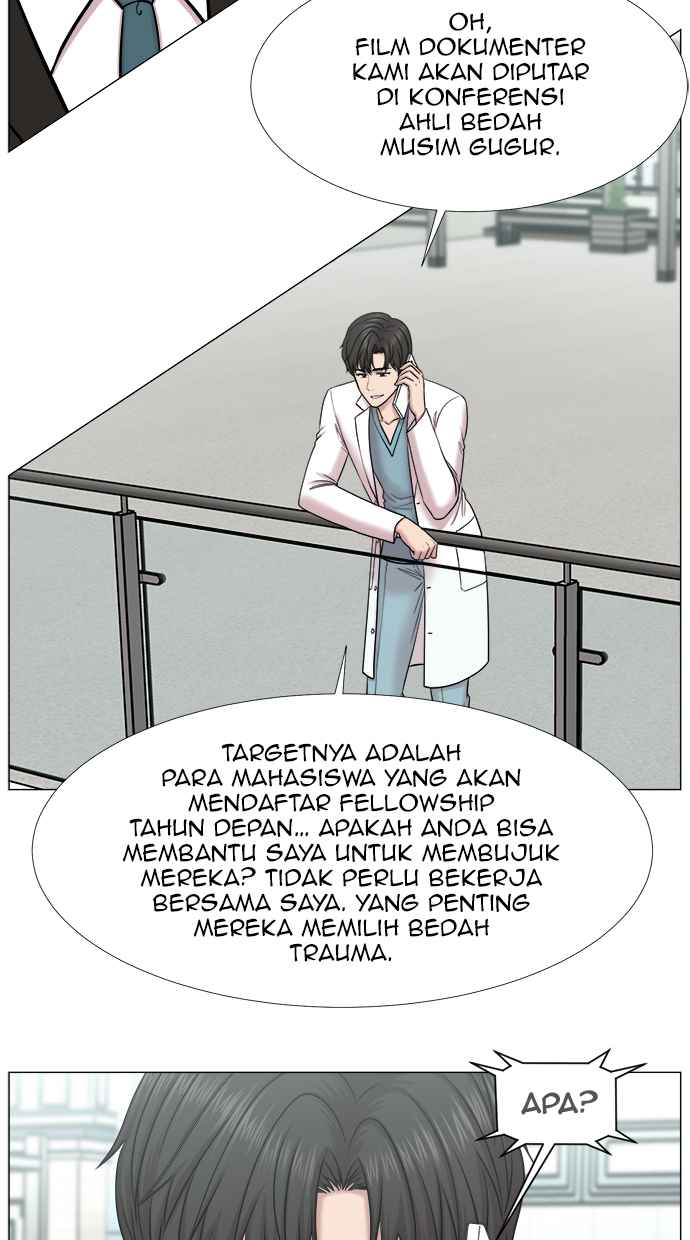 OH,
FILM DOKUMENTER
KAMI AKAN DIPUTAR
DI KONFERENSI
AHLI BEDAH
MUSIM GUGUR.
TARGETNYA ADALAH
PARA MAHASISWA YANG AKAN
MENDAFTAR FELLOWSHIP
TAHUN DEPAN... APAKAH ANDA BISA
MEMBANTU SAYA UNTUK MEMBUJUK
MEREKA? TIDAK PERLU BEKERJA
BERSAMA SAYA. YANG PENTING
MEREKA MEMILIH BEDAH
TRAUMA.
APA?